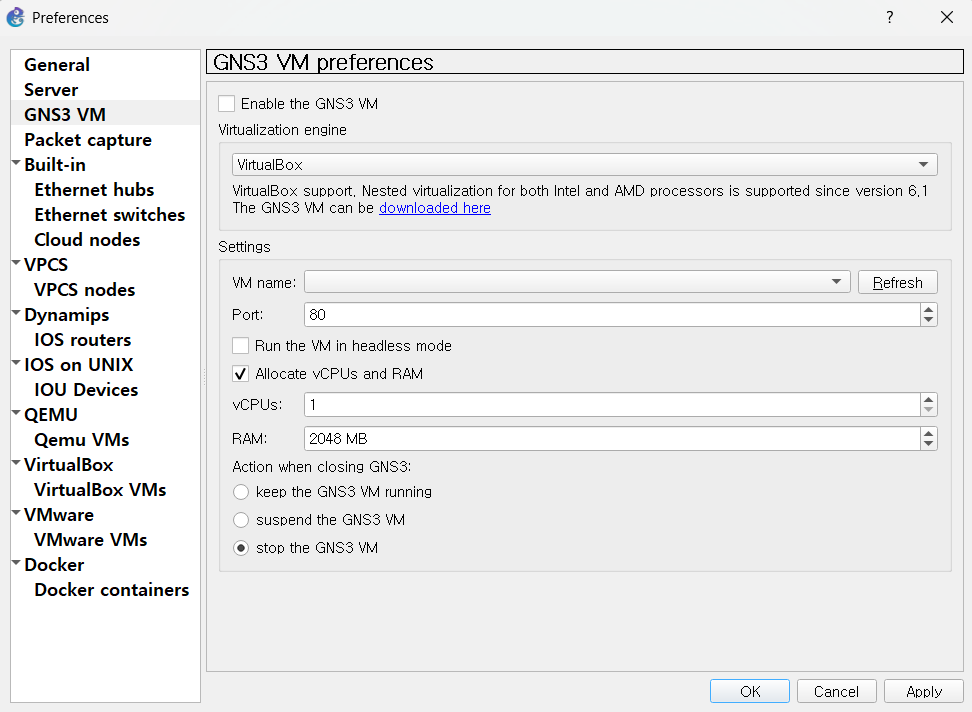 Preferences
?
General
Server
GNS3 VM
Packet capture
Built-in
Ethernet hubs
Ethernet switches
Cloud nodes
VPCS
VPCS nodes
Dynamips
IOS routers
IOS on UNIX
IOU Devices
QEMU
Qemu VMs
VirtualBox
VirtualBox VMs
VMware
VMware VMs
Docker
Docker containers
GNS3 VM preferences
Enable the GNS3 VM
Virtualization engine
VirtualBox
VirtualBox support, Nested virtualization for both Intel and AMD processors is supported since version 6.1
The GNS3 VM can be downloaded here
Settings
VM name:
Refresh
Port: 80
Run the VM in headless mode
Allocate vCPUs and RAM
vCPUs: 1
RAM: 2048 MB
Action when closing GNS3:
keep the GNS3 VM running
suspend the GNS3 VM
stop the GNS3 VM
OK Cancel Apply